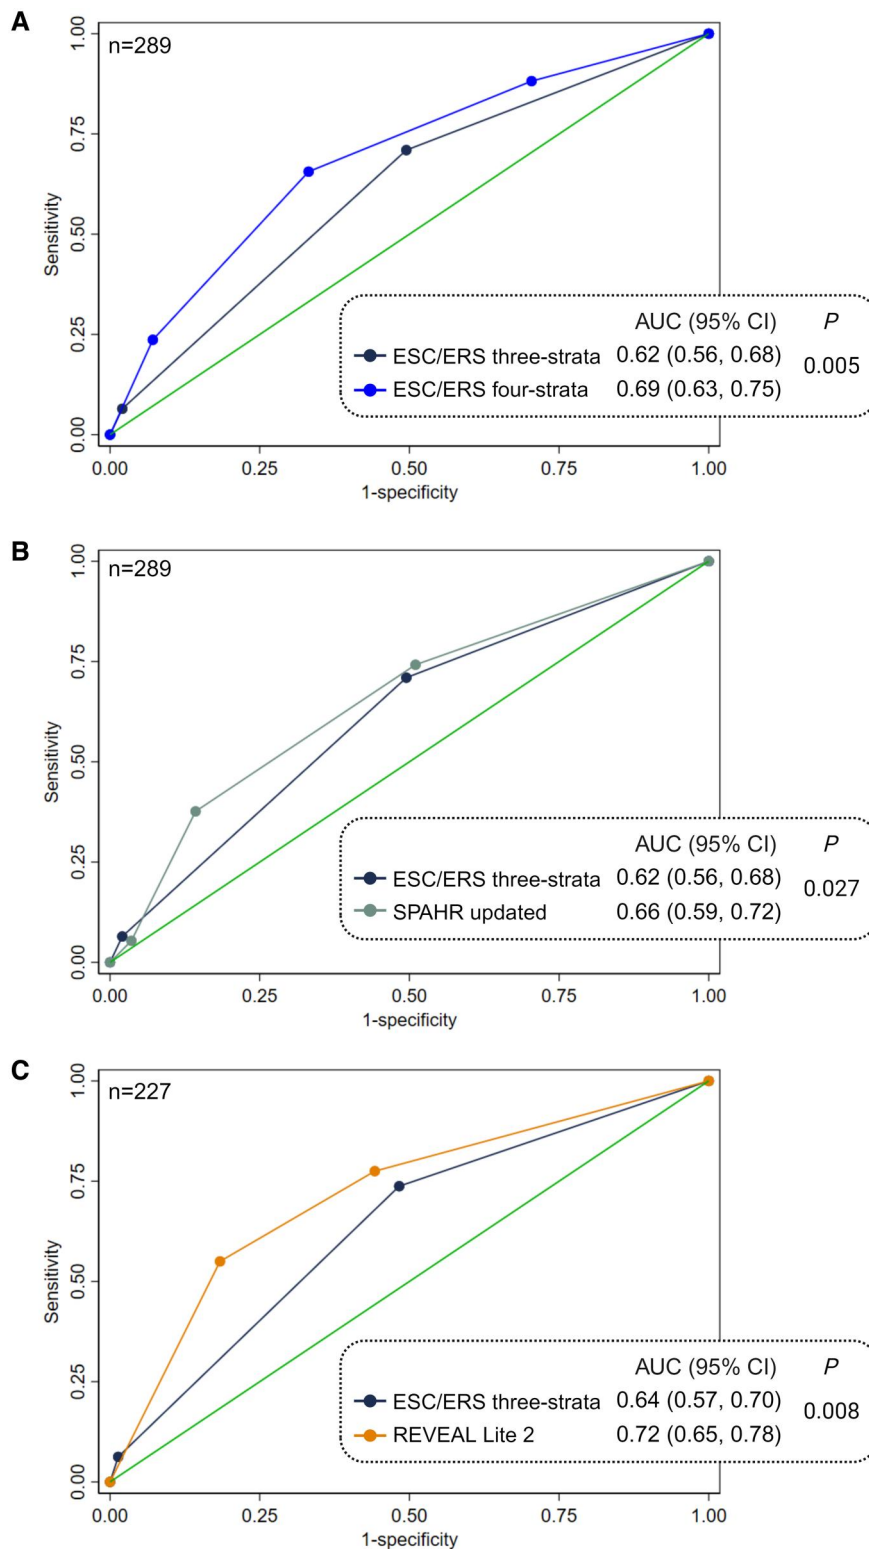 A
n=289
1.00
0.75
0.50
0.25
0.00
Sensitivity
AUC (95% CI) P
ESC/ERS three-strata 0.62 (0.56, 0.68)
0.005
ESC/ERS four-strata 0.69 (0.63, 0.75)
0.00 0.25 0.50 0.75 1.00
1-specificity
B
n=289
1.00
0.75
0.50
0.25
0.00
Sensitivity
AUC (95% CI) P
ESC/ERS three-strata 0.62 (0.56, 0.68)
0.027
SPAHR updated 0.66 (0.59, 0.72)
0.00 0.25 0.50 0.75 1.00
1-specificity
C
n=227
1.00
0.75
0.50
0.25
0.00
Sensitivity
AUC (95% CI) P
ESC/ERS three-strata 0.64 (0.57, 0.70)
0.008
REVEAL Lite 2 0.72 (0.65, 0.78)
0.00 0.25 0.50 0.75 1.00
1-specificity